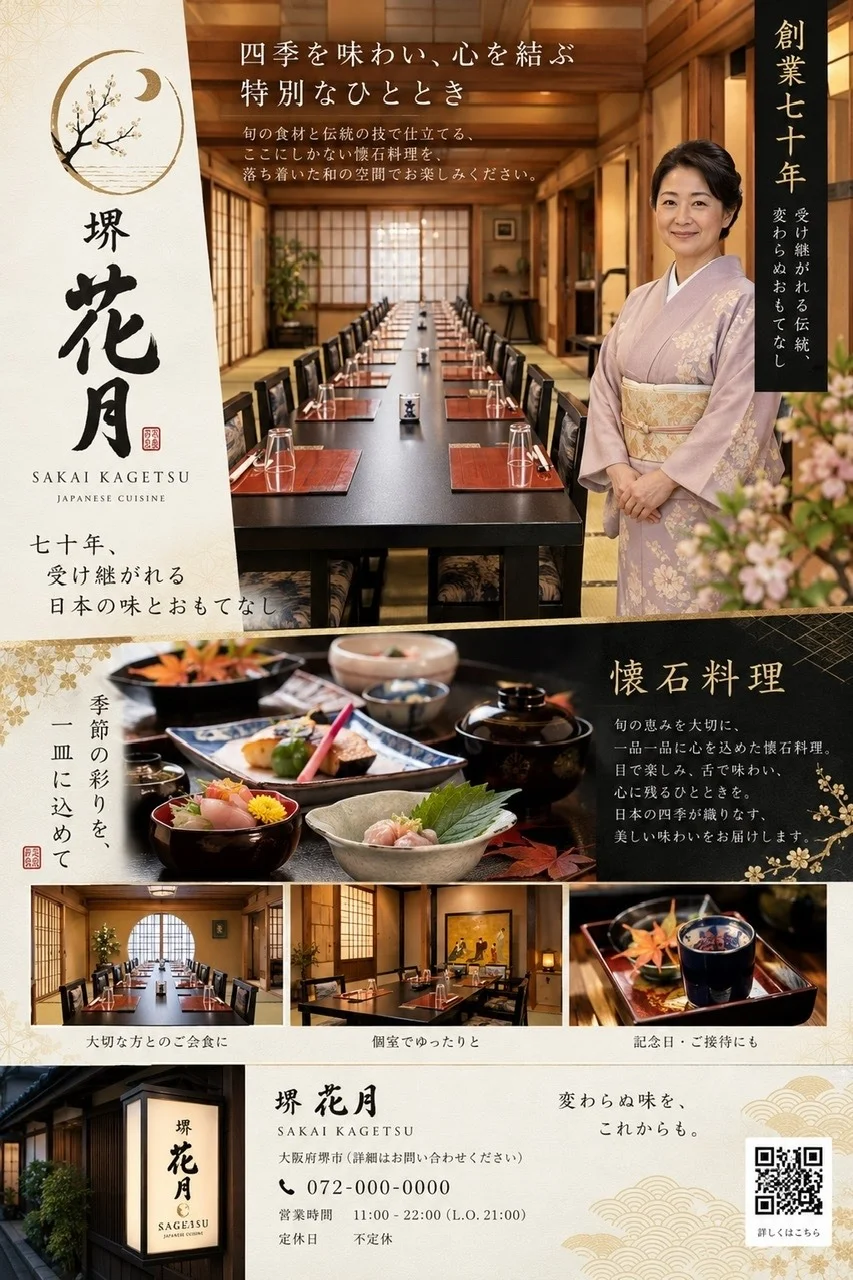 堺
花月
SAKAI KAGETSU
JAPANESE CUISINE
七十年、
受け継がれる
日本の味とおもてなし
四季を味わい、心を結ぶ
特別なひととき
旬の食材と伝統の技で仕立てる、
ここにしかない懐石料理を、
落ち着いた和の空間でお楽しみください。
創業七十年
受け継がれる伝統、
変わらぬおもてなし
季節の彩りを、
一皿に込めて
懐石料理
旬の恵みを大切に、
一品一品に心を込めた懐石料理。
目で楽しみ、舌で味わい、
心に残るひとときを。
日本の四季が織りなす、
美しい味わいをお届けします。
大切な方とのご会食に
個室でゆったりと
記念日・ご接待にも
堺
花月
SAGETSU
JAPANESE CUISINE
堺 花月
SAKAI KAGETSU
大阪府堺市（詳細はお問い合わせください）
072-000-0000
営業時間 11:00 - 22:00（L.O. 21:00）
定休日 不定休
変わらぬ味を、
これからも。
詳しくはこちら